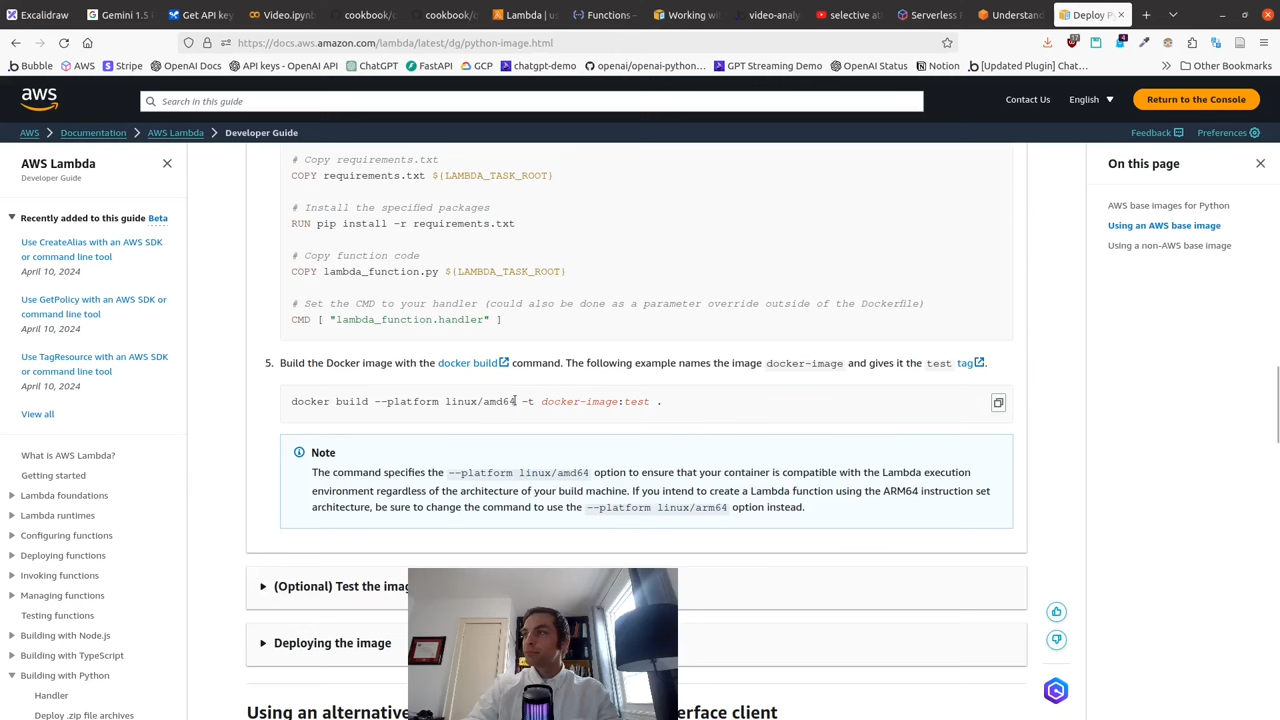 Excalidraw
Gemini 1.5
Get API key
Video.ipynb
cookbook/c
cookbook/c
Lambda | us
Functions –
Working wi
video-analy
selective at
Serverless F
Understanc
Deploy Py
https://docs.aws.amazon.com/lambda/latest/dg/python-image.html
Bubble
AWS
Stripe
OpenAI Docs
API keys - OpenAI API
ChatGPT
FastAPI
GCP
chatgpt-demo
openai/openai-python...
GPT Streaming Demo
OpenAI Status
Notion
[Updated Plugin] Chat...
Other Bookmarks
aws
Search in this guide
Contact Us
English
Return to the Console
AWS
Documentation
AWS Lambda
Developer Guide
Feedback
Preferences
AWS Lambda
Developer Guide
Recently added to this guide Beta
Use CreateAlias with an AWS SDK
or command line tool
April 10, 2024
Use GetPolicy with an AWS SDK or
command line tool
April 10, 2024
Use TagResource with an AWS SDK
or command line tool
April 10, 2024
View all
What is AWS Lambda?
Getting started
Lambda foundations
Lambda runtimes
Configuring functions
Deploying functions
Invoking functions
Managing functions
Testing functions
Building with Node.js
Building with TypeScript
Building with Python
Handler
Deploy .zip file archives
# Copy requirements.txt
COPY requirements.txt ${LAMBDA_TASK_ROOT}
# Install the specified packages
RUN pip install -r requirements.txt
# Copy function code
COPY lambda_function.py ${LAMBDA_TASK_ROOT}
# Set the CMD to your handler (could also be done as a parameter override outside of the Dockerfile)
CMD [ "lambda_function.handler" ]
5. Build the Docker image with the docker build command. The following example names the image docker-image and gives it the test tag.
docker build --platform linux/amd64 -t docker-image:test .
Note
The command specifies the --platform linux/amd64 option to ensure that your container is compatible with the Lambda execution
environment regardless of the architecture of your build machine. If you intend to create a Lambda function using the ARM64 instruction set
architecture, be sure to change the command to use the --platform linux/arm64 option instead.
(Optional) Test the imag
Deploying the image
Using an alternative
erface client
On this page
AWS base images for Python
Using an AWS base image
Using a non-AWS base image